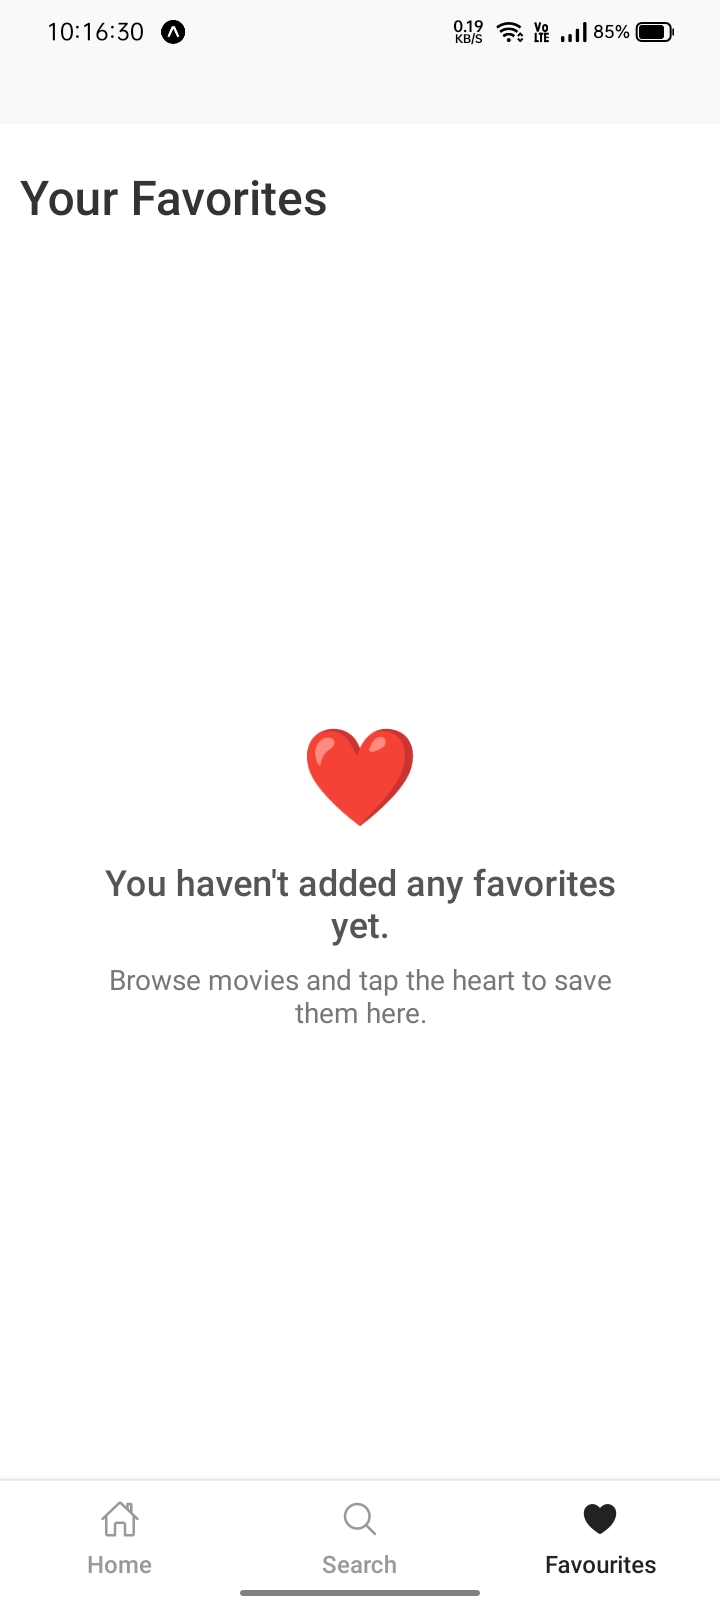 10:16:30
0.19
KB/S
Vo
LTE
85%
Your Favorites
You haven't added any favorites
yet.
Browse movies and tap the heart to save
them here.
Home
Search
Favourites